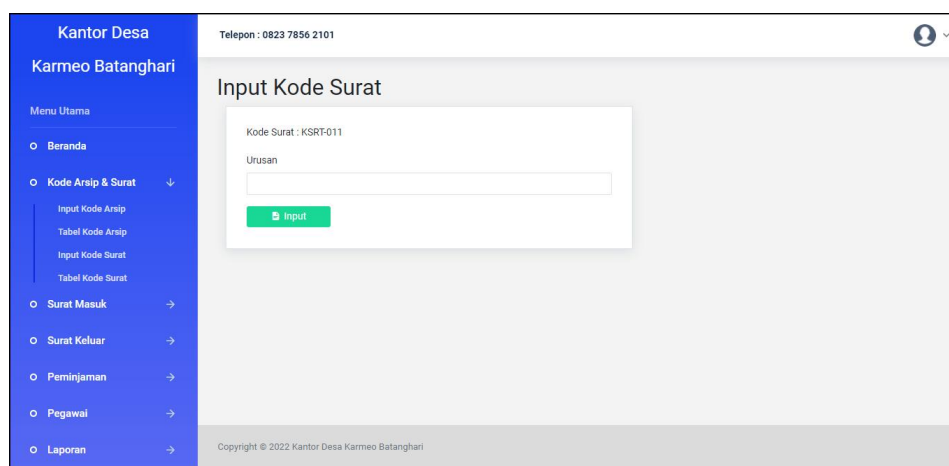 Kantor Desa
Karmeo Batanghari
Menu Utama
Beranda
Kode Arsip & Surat
Input Kode Arsip
Tabel Kode Arsip
Input Kode Surat
Tabel Kode Surat
Surat Masuk
Surat Keluar
Peminjaman
Pegawai
Laporan
Telepon : 0823 7856 2101
Input Kode Surat
Kode Surat : KSRT-011
Urusan
Input
Copyright © 2022 Kantor Desa Karmeo Batanghari